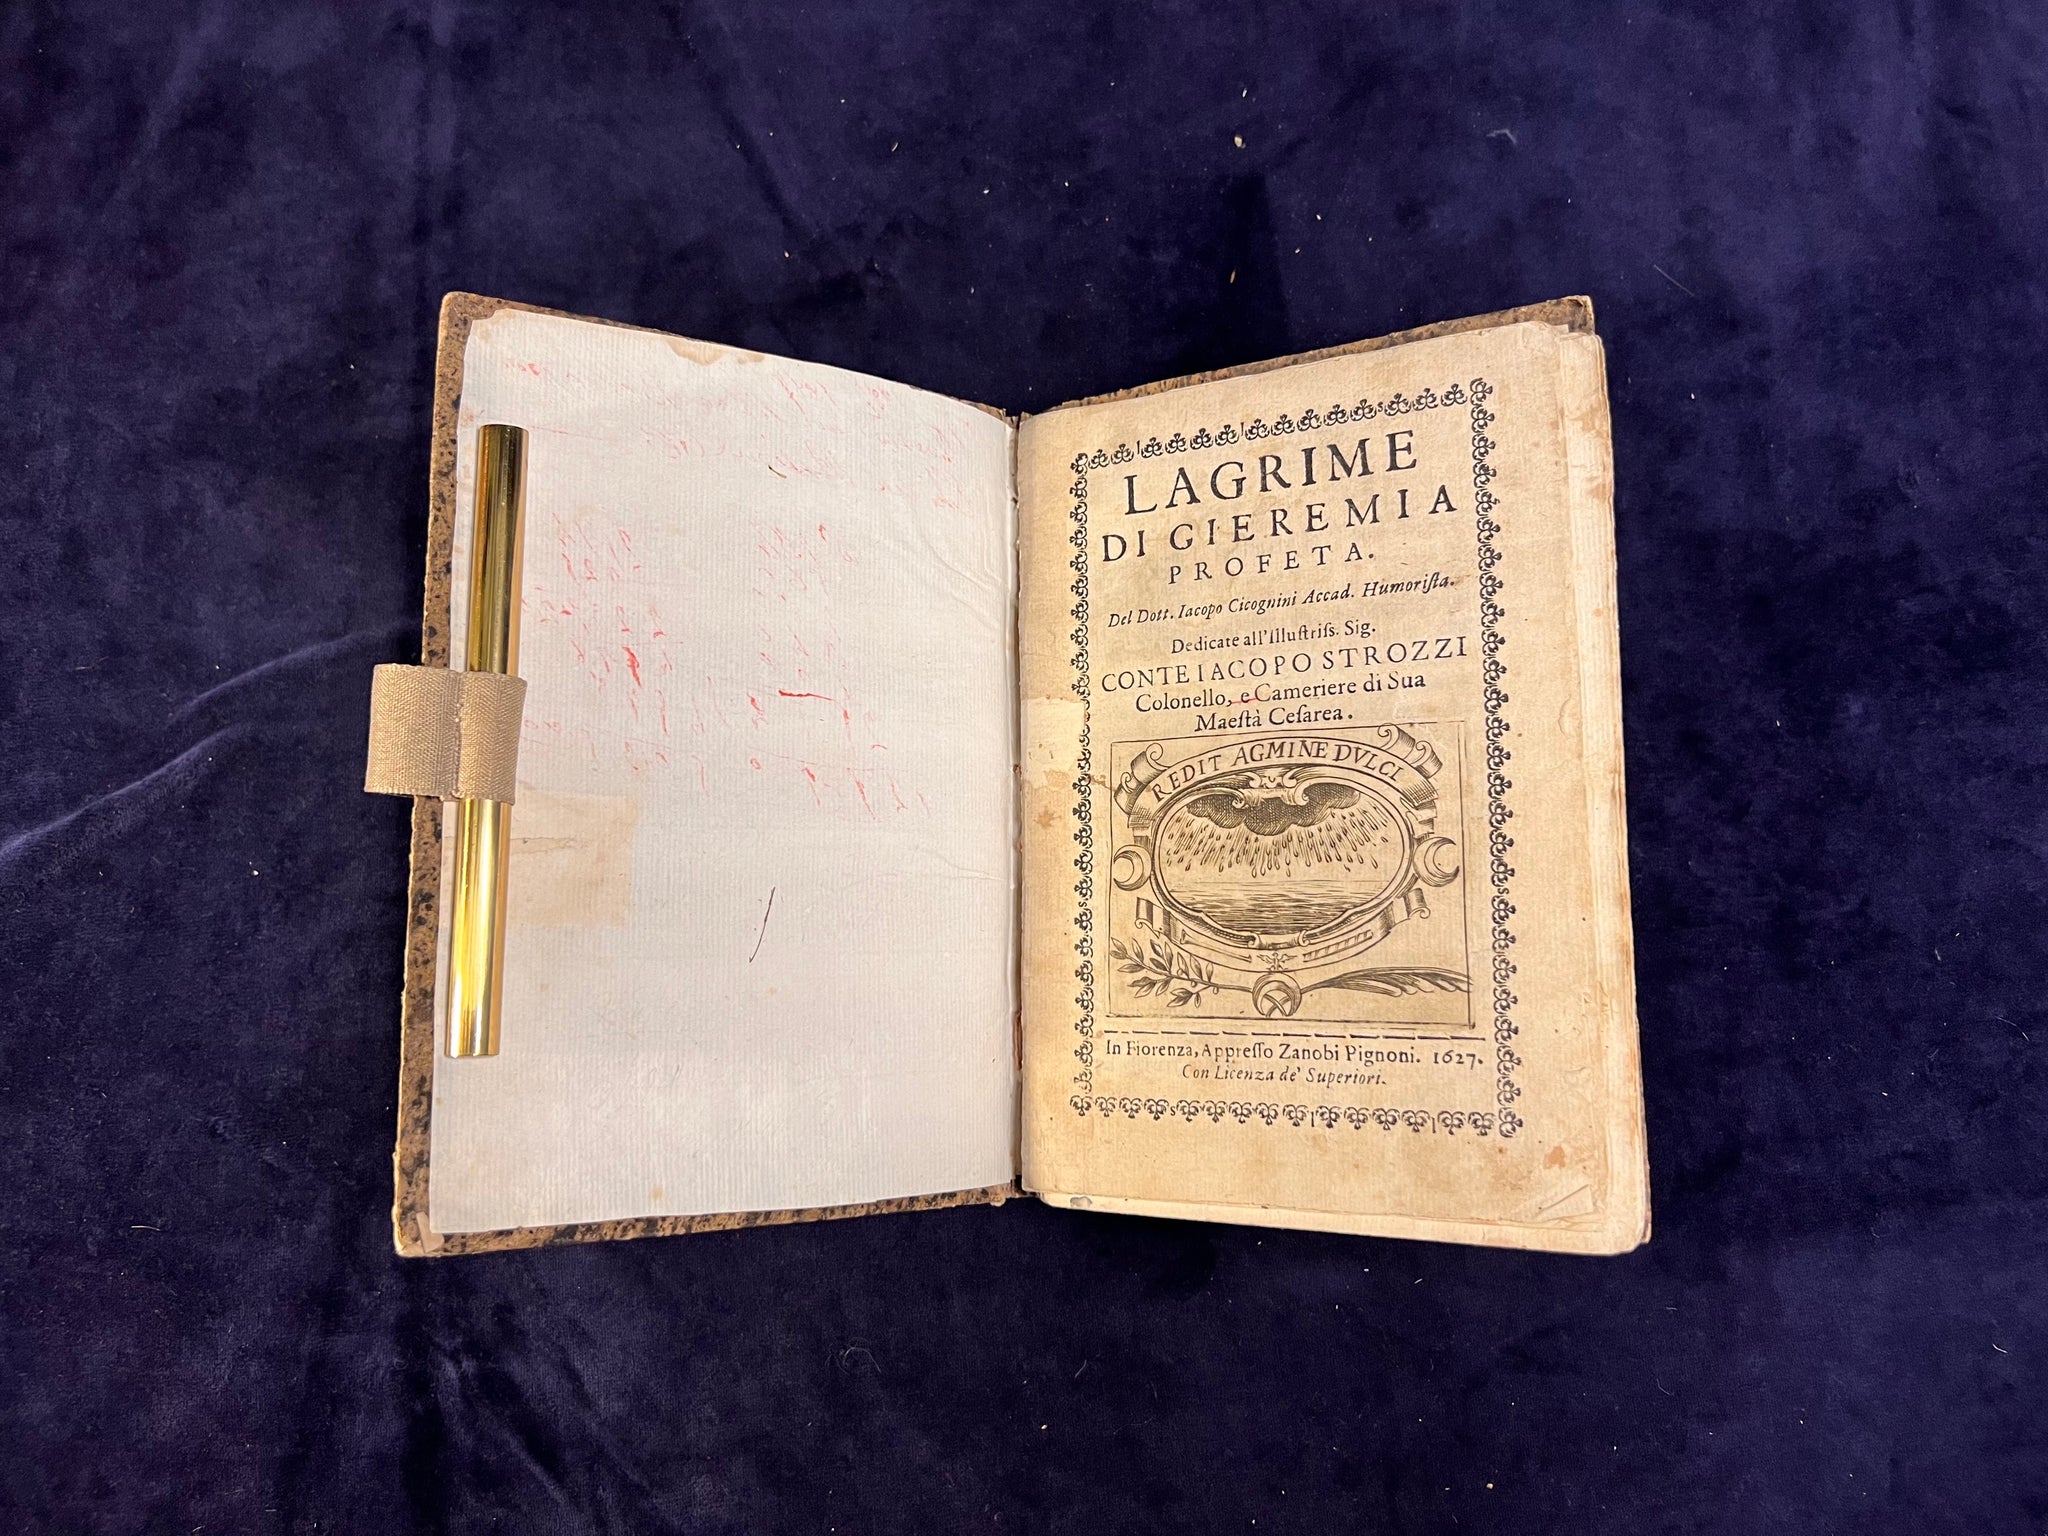 LAGRIME
DI GIEREMIA
PROFETA.
Del Dott. Iacopo Cicognini Accad. Humoriſta.
Dedicate all'Illuſtriſs. Sig.
CONTE IACOPO STROZZI
Colonello, e Cameriere di Sua
Maeſtà Ceſarea.
REDIT AGMINE DVLCI
In Fiorenza, Appreſſo Zanobi Pignoni. 1627.
Con Licenza de' Superiori.